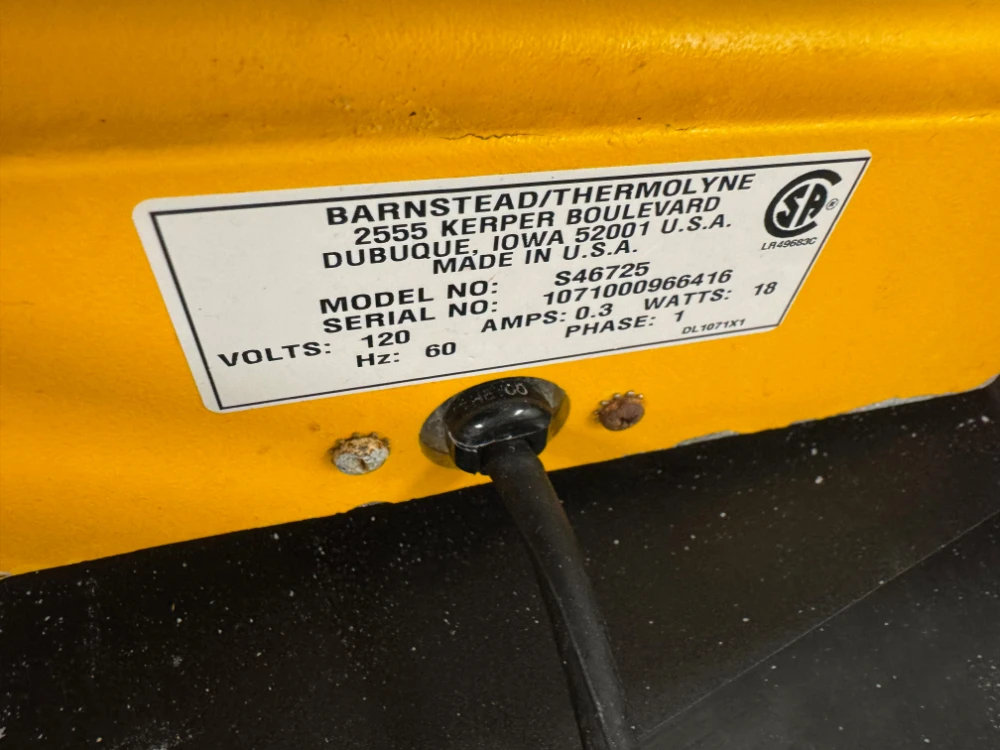 BARNSTEAD/THERMOLYNE
2555 KERPER BOULEVARD
DUBUQUE, IOWA 52001 U.S.A.
MADE IN U.S.A.
SA ®
LR49683C
MODEL NO: S46725
SERIAL NO: 1071000966416
VOLTS: 120 AMPS: 0.3 WATTS: 18
Hz: 60 PHASE: 1
DL1071X1